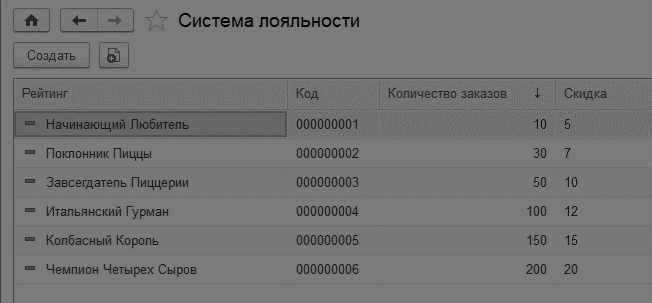 Система лояльности
Создать
Рейтинг Код Количество заказов ↓ Скидка
Начинающий Любитель 000000001 10 5
Поклонник Пиццы 000000002 30 7
Завсегдатель Пиццерии 000000003 50 10
Итальянский Гурман 000000004 100 12
Колбасный Король 000000005 150 15
Чемпион Четырех Сыров 000000006 200 20